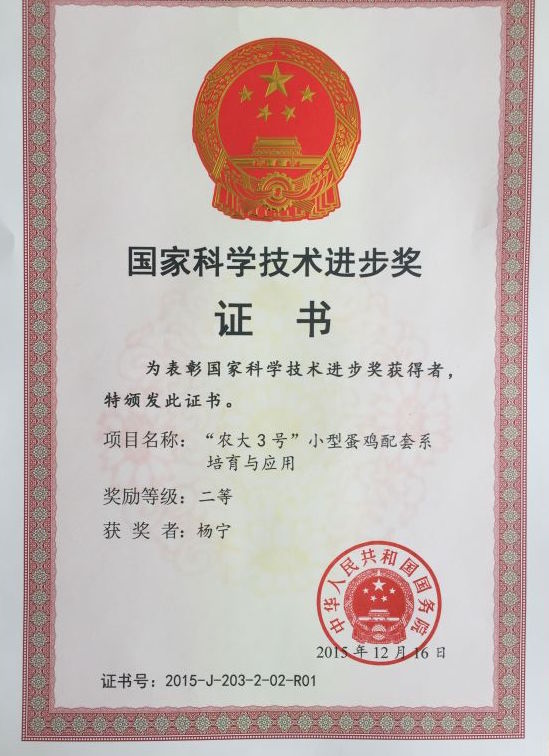 国家科学技术进步奖
证 书
为表彰国家科学技术进步奖获得者，
特颁发此证书。
项目名称：“农大3号”小型蛋鸡配套系
培育与应用
奖励等级：二等
获 奖 者：杨宁
中华人民共和国国务院
2015年12月16日
证书号：2015-J-203-2-02-R01